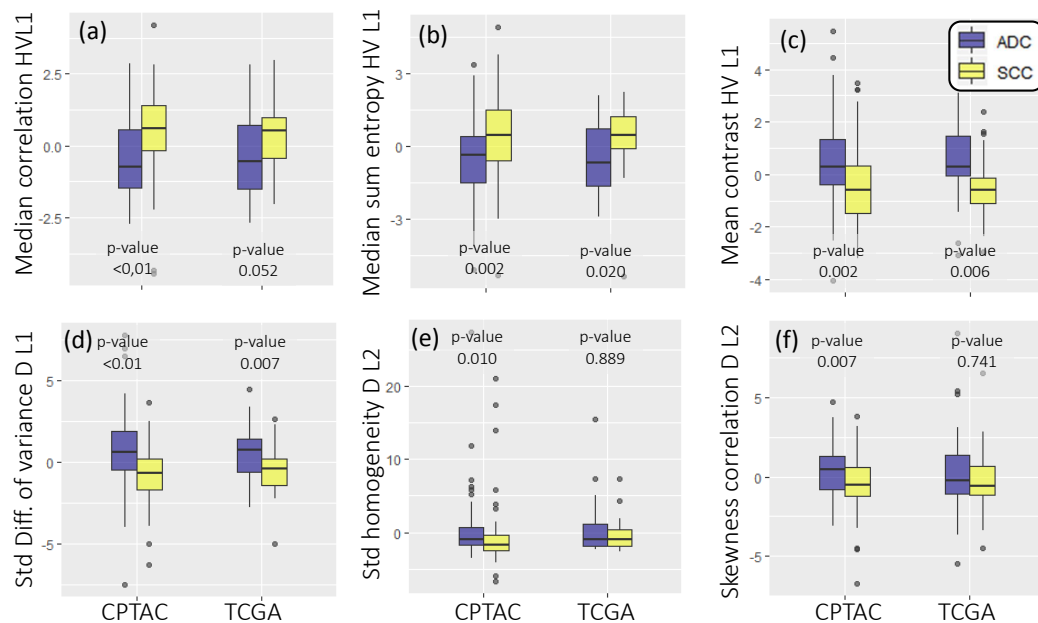 (a)
Median correlation HVL1
2.5
0.0
-2.5
p-value
<0,01
p-value
0.052
(b)
Median sum entropy HV L1
3
0
-3
p-value
0.002
p-value
0.020
(c)
Mean contrast HV L1
4
2
0
-2
-4
p-value
0.002
p-value
0.006
ADC
SCC
(d)
Std Diff. of variance D L1
5
0
-5
p-value
<0.01
p-value
0.007
CPTAC
TCGA
(e)
Std homogeneity D L2
20
10
0
p-value
0.010
p-value
0.889
CPTAC
TCGA
(f)
Skewness correlation D L2
5
0
-5
p-value
0.007
p-value
0.741
CPTAC
TCGA